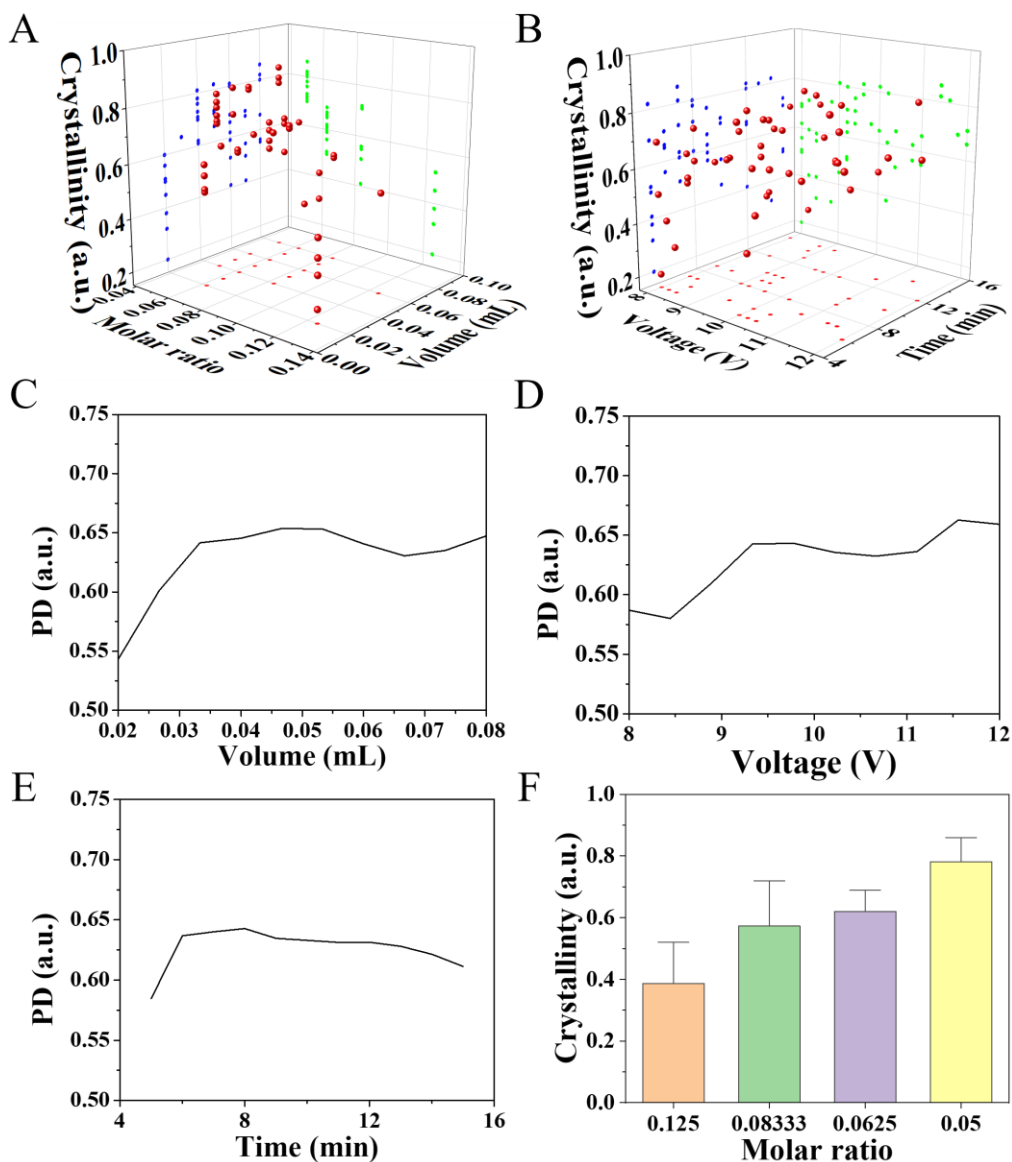 A
Crystallinity (a.u.)
1.0
0.8
0.6
0.4
0.2
0.04
0.06
0.08
0.10
0.12
0.14
Molar ratio
0.00
0.02
0.04
0.06
0.08
0.10
Volume (mL)
B
Crystallinity (a.u.)
1.0
0.8
0.6
0.4
0.2
8
9
10
11
12
Voltage (V)
4
8
12
16
Time (min)
C
PD (a.u.)
0.75
0.70
0.65
0.60
0.55
0.50
0.02 0.03 0.04 0.05 0.06 0.07 0.08
Volume (mL)
D
PD (a.u.)
0.75
0.70
0.65
0.60
0.55
0.50
8 9 10 11 12
Voltage (V)
E
PD (a.u.)
0.75
0.70
0.65
0.60
0.55
0.50
4 8 12 16
Time (min)
F
Crystallinty (a.u.)
1.0
0.8
0.6
0.4
0.2
0.0
0.125 0.08333 0.0625 0.05
Molar ratio